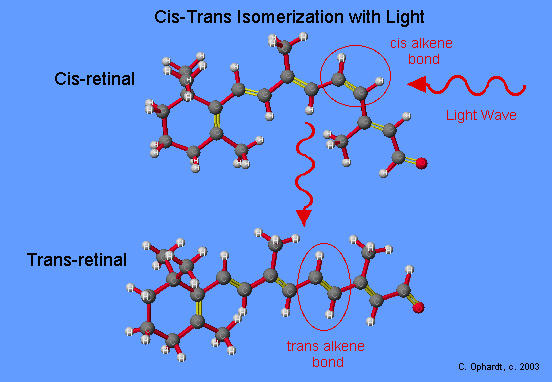 Cis-Trans Isomerization with Light
cis alkene
bond
Cis-retinal
Light Wave
Trans-retinal
trans alkene
bond
C. Ophardt, c. 2003